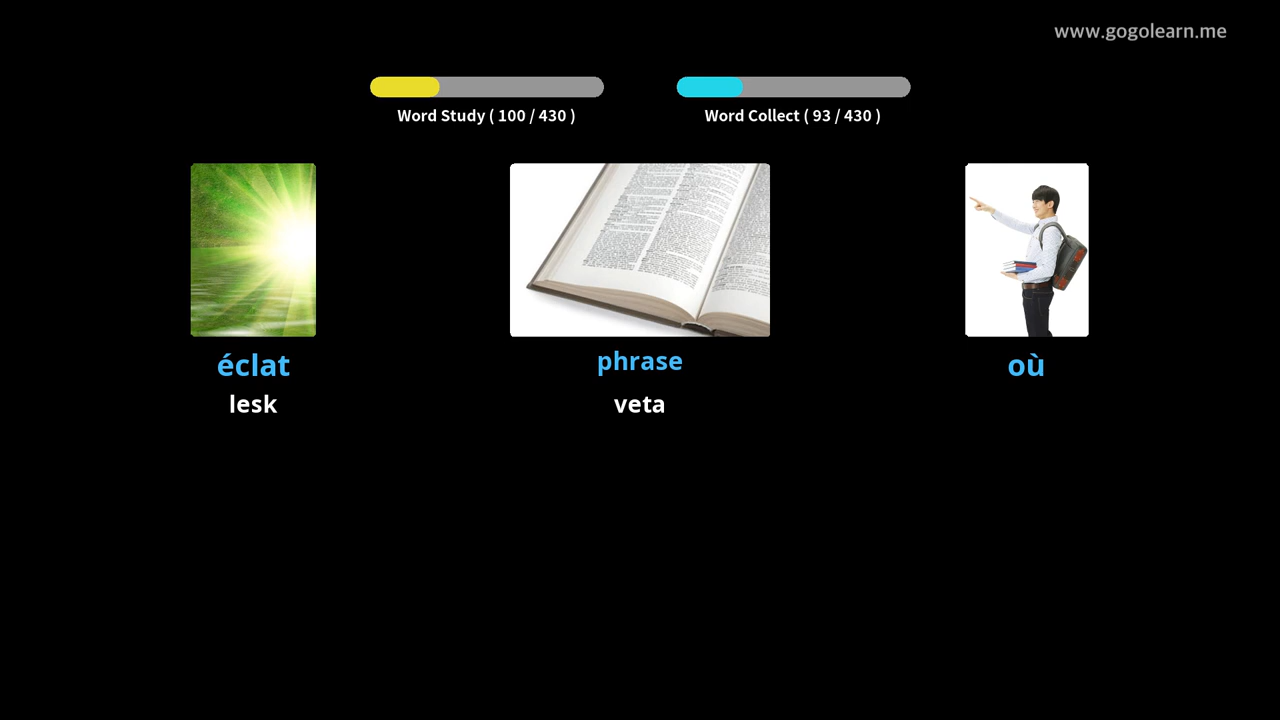 www.gogolearn.me
Word Study ( 100 / 430 )
Word Collect ( 93 / 430 )
éclat
phrase
où
lesk
veta